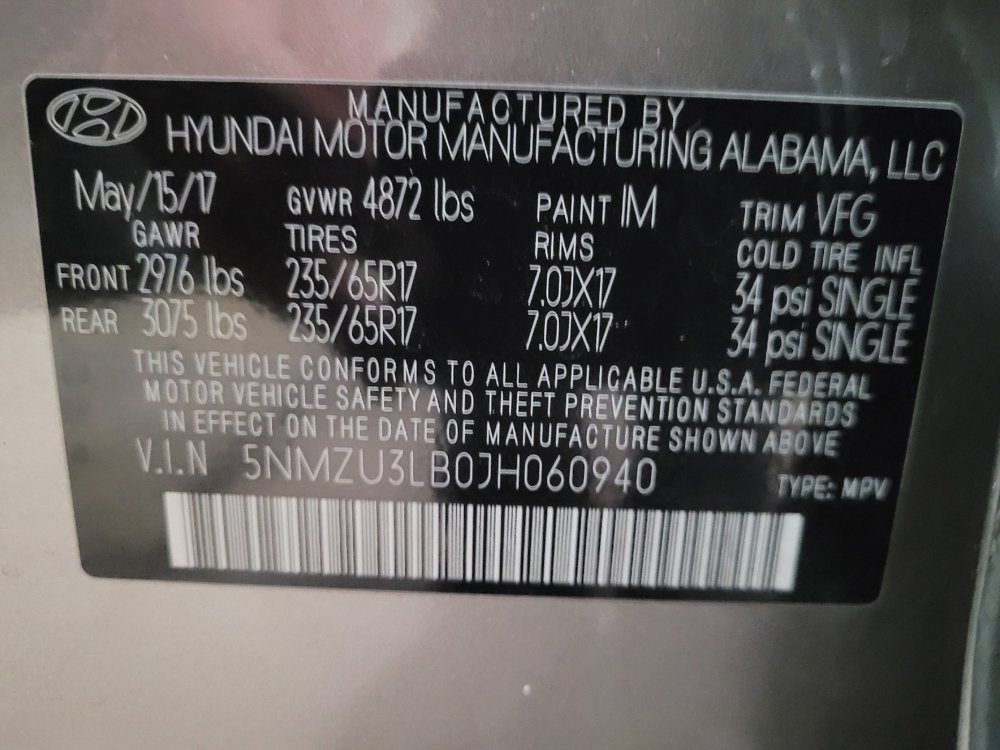 MANUFACTURED BY
HYUNDAI MOTOR MANUFACTURING ALABAMA, LLC
May/15/17 GVWR 4872 lbs PAINT IM TRIM VFG
GAWR TIRES RIMS COLD TIRE INFL
FRONT 2976 lbs 235/65R17 7.0JX17 34 psi SINGLE
REAR 3075 lbs 235/65R17 7.0JX17 34 psi SINGLE
THIS VEHICLE CONFORMS TO ALL APPLICABLE U.S.A. FEDERAL
MOTOR VEHICLE SAFETY AND THEFT PREVENTION STANDARDS
IN EFFECT ON THE DATE OF MANUFACTURE SHOWN ABOVE
V.I.N 5NMZU3LB0JH060940 TYPE: MPV